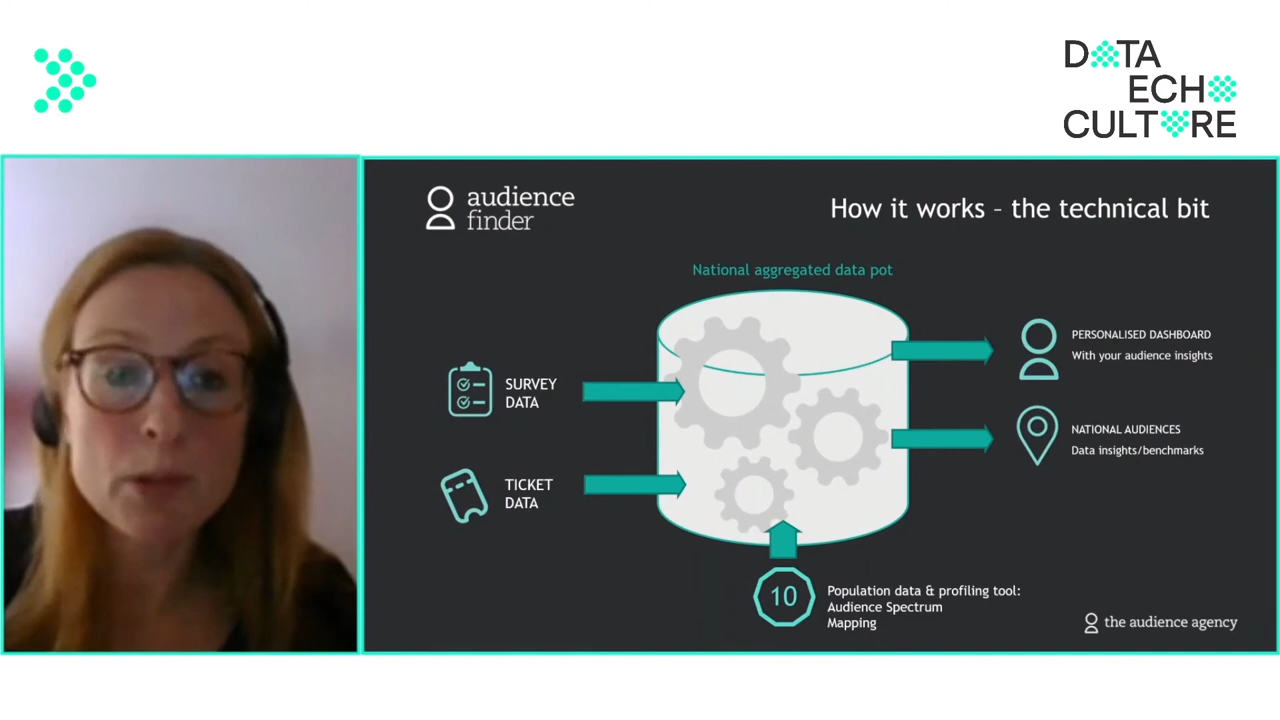 DATA
ECHO
CULTURE
audience
finder
How it works – the technical bit
National aggregated data pot
SURVEY
DATA
TICKET
DATA
PERSONALISED DASHBOARD
With your audience insights
NATIONAL AUDIENCES
Data insights/benchmarks
10
Population data & profiling tool:
Audience Spectrum
Mapping
the audience agency